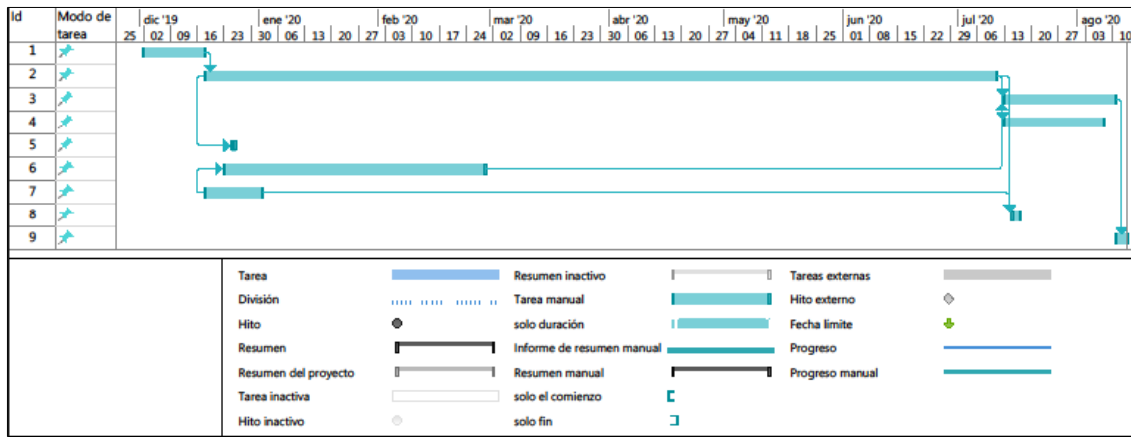 Id Modo de tarea dic '19 ene '20 feb '20 mar '20 abr '20 may '20 jun '20 jul '20 ago '20
25 02 09 16 23 30 06 13 20 27 03 10 17 24 02 09 16 23 30 06 13 20 27 04 11 18 25 01 08 15 22 29 06 13 20 27 03 10
1
2
3
4
5
6
7
8
9
Tarea Resumen inactivo Tareas externas
División Tarea manual Hito externo
Hito solo duración Fecha límite
Resumen Informe de resumen manual Progreso
Resumen del proyecto Resumen manual Progreso manual
Tarea inactiva solo el comienzo
Hito inactivo solo fin